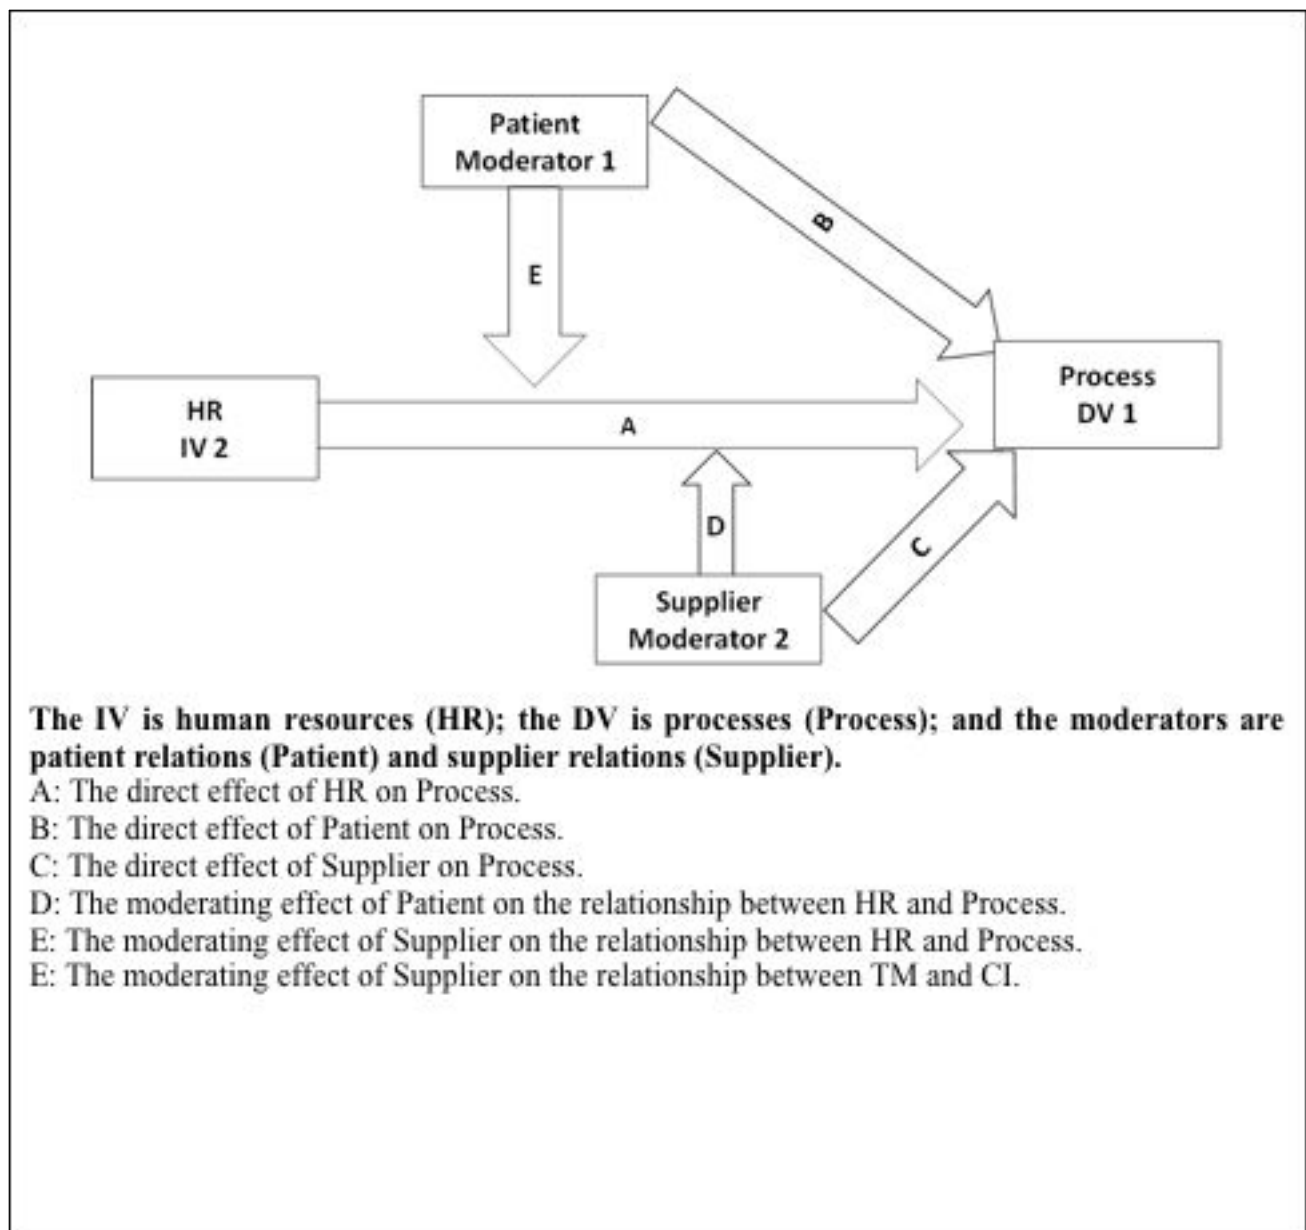 Patient
Moderator 1
B
E
Process
DV 1
HR
IV 2
A
D
C
Supplier
Moderator 2
The IV is human resources (HR); the DV is processes (Process); and the moderators are
patient relations (Patient) and supplier relations (Supplier).
A: The direct effect of HR on Process.
B: The direct effect of Patient on Process.
C: The direct effect of Supplier on Process.
D: The moderating effect of Patient on the relationship between HR and Process.
E: The moderating effect of Supplier on the relationship between HR and Process.
E: The moderating effect of Supplier on the relationship between TM and CI.